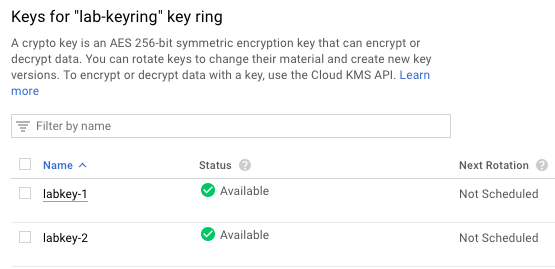 Keys for "lab-keyring" key ring
A crypto key is an AES 256-bit symmetric encryption key that can encrypt or
decrypt data. You can rotate keys to change their material and create new key
versions. To encrypt or decrypt data with a key, use the Cloud KMS API. Learn
more
Filter by name
Name Status Next Rotation
labkey-1 Available Not Scheduled
labkey-2 Available Not Scheduled